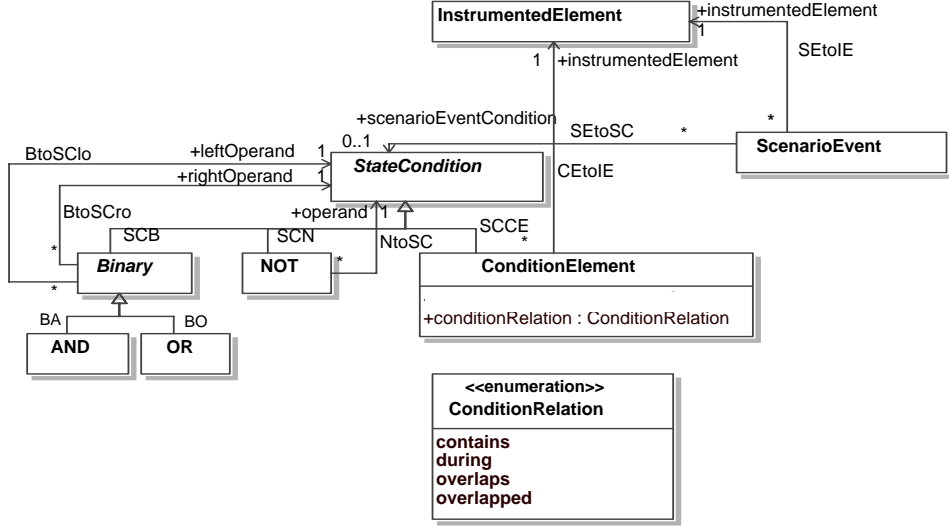 InstrumentedElement
+instrumentedElement
1
SEtoIE
1
+instrumentedElement
*
ScenarioEvent
+scenarioEventCondition
0..1
SEtoSC
*
BtoSClo
+leftOperand
1
StateCondition
CEtoIE
+rightOperand
1
BtoSCro
+operand
1
SCB
SCN
NtoSC
SCCE
*
*
Binary
*
NOT
*
ConditionElement
+conditionRelation : ConditionRelation
BA
BO
AND
OR
<<enumeration>>
ConditionRelation
contains
during
overlaps
overlapped